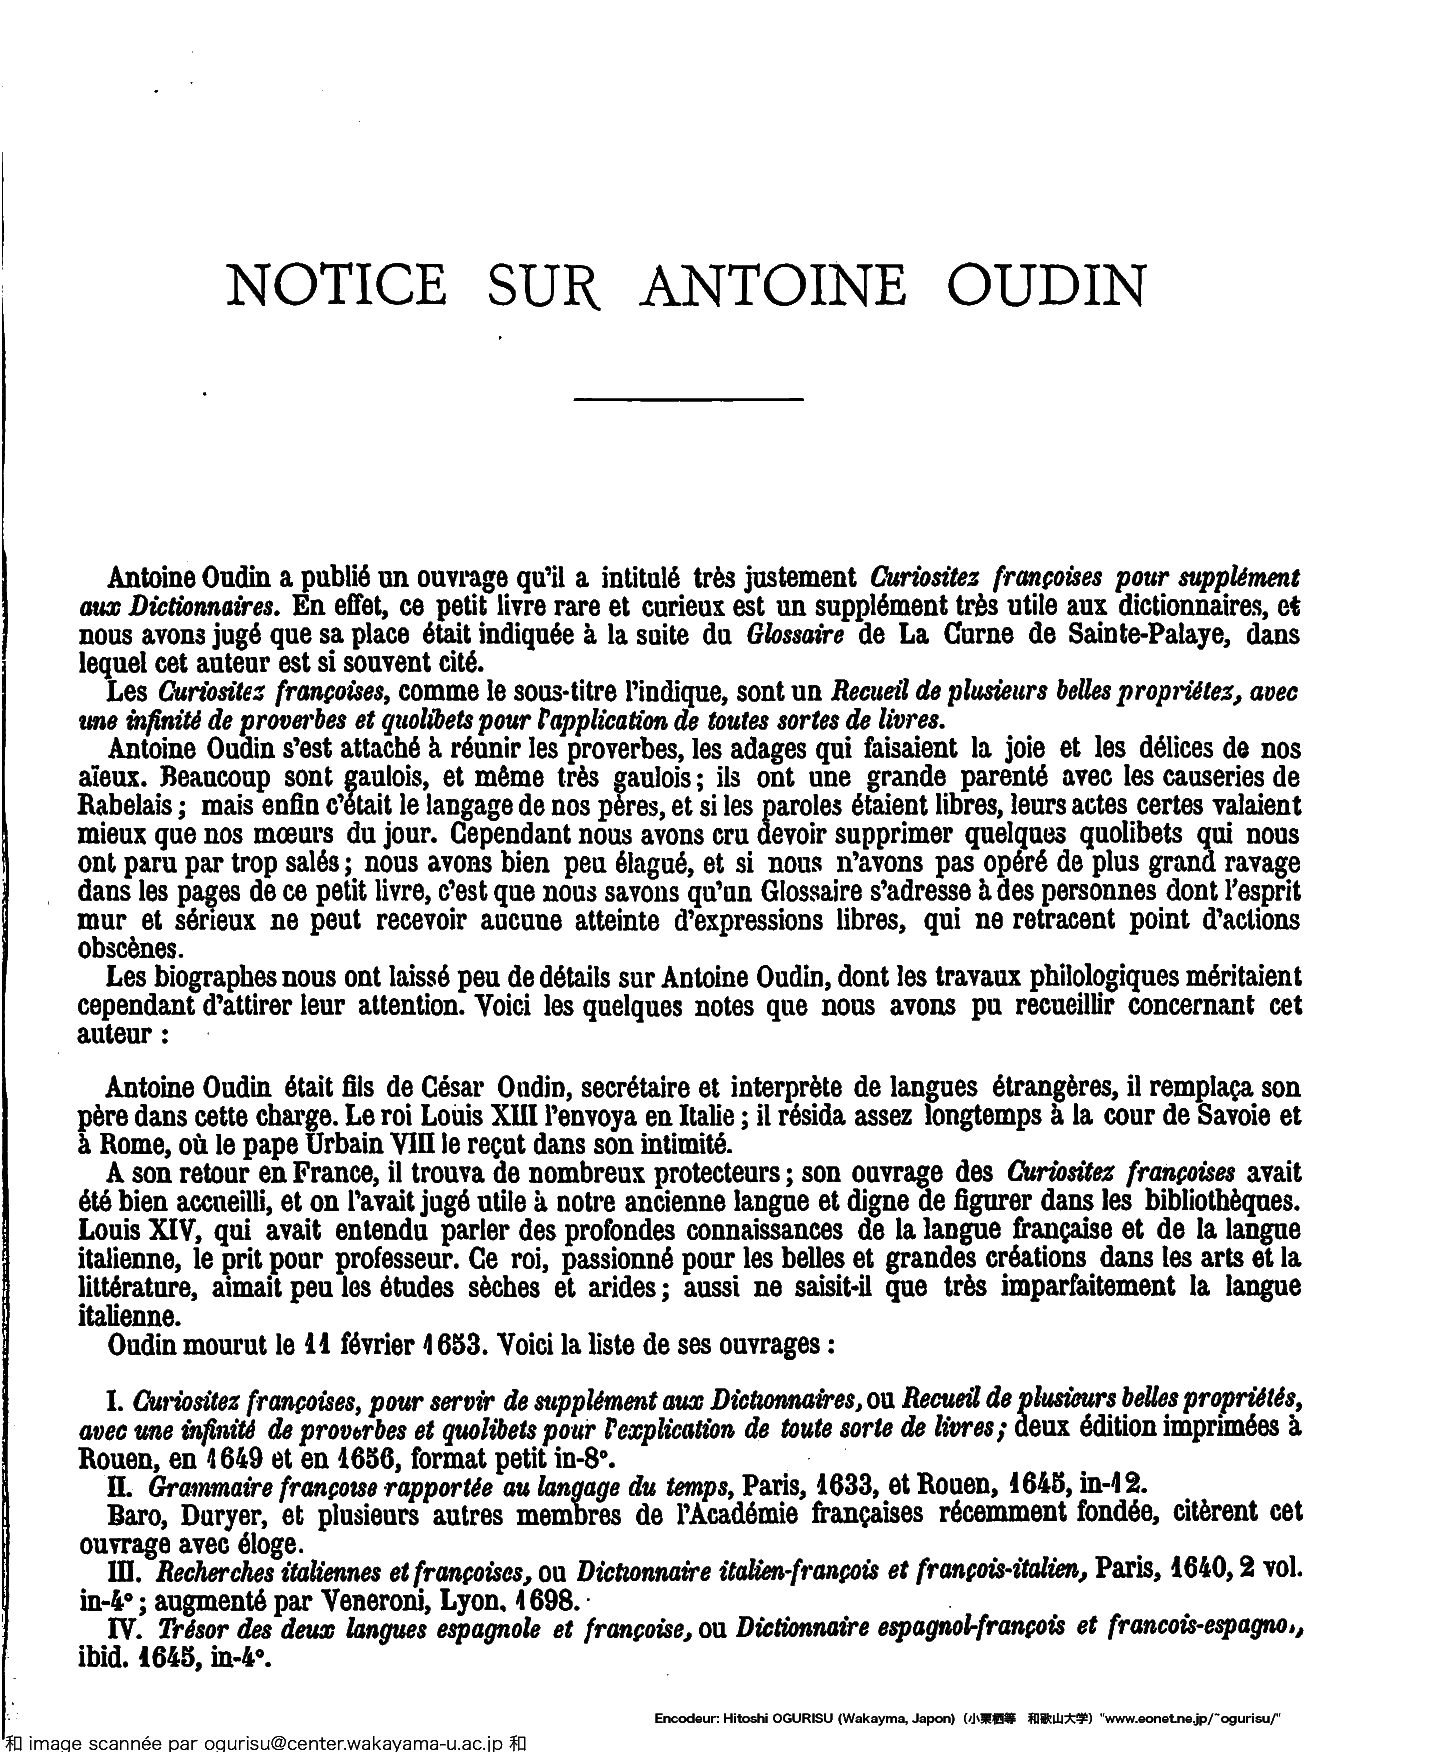 NOTICE SUR ANTOINE OUDIN
Antoine Oudin a publié un ouvrage qu'il a intitulé très justement Curiositez françoises pour supplément
aux Dictionnaires. En effet, ce petit livre rare et curieux est un supplément très utile aux dictionnaires, et
nous avons jugé que sa place était indiquée à la suite du Glossaire de La Curne de Sainte-Palaye, dans
lequel cet auteur est si souvent cité.
Les Curiositez françoises, comme le sous-titre l'indique, sont un Recueil de plusieurs belles propriétez, avec
une infinité de proverbes et quolibets pour l'application de toutes sortes de livres.
Antoine Oudin s'est attaché à réunir les proverbes, les adages qui faisaient la joie et les délices de nos
aïeux. Beaucoup sont gaulois, et même très gaulois ; ils ont une grande parenté avec les causeries de
Rabelais ; mais enfin c'était le langage de nos pères, et si les paroles étaient libres, leurs actes certes valaient
mieux que nos mœurs du jour. Cependant nous avons cru devoir supprimer quelques quolibets qui nous
ont paru par trop salés ; nous avons bien peu élagué, et si nous n'avons pas opéré de plus grand ravage
dans les pages de ce petit livre, c'est que nous savons qu'un Glossaire s'adresse à des personnes dont l'esprit
mur et sérieux ne peut recevoir aucune atteinte d'expressions libres, qui ne retracent point d'actions
obscènes.
Les biographes nous ont laissé peu de détails sur Antoine Oudin, dont les travaux philologiques méritaient
cependant d'attirer leur attention. Voici les quelques notes que nous avons pu recueillir concernant cet
auteur :
Antoine Oudin était fils de César Oudin, secrétaire et interprète de langues étrangères, il remplaça son
père dans cette charge. Le roi Louis XIII l'envoya en Italie ; il résida assez longtemps à la cour de Savoie et
à Rome, où le pape Urbain VIII le reçut dans son intimité.
A son retour en France, il trouva de nombreux protecteurs ; son ouvrage des Curiositez françoises avait
été bien accueilli, et on l'avait jugé utile à notre ancienne langue et digne de figurer dans les bibliothèques.
Louis XIV, qui avait entendu parler des profondes connaissances de la langue française et de la langue
italienne, le prit pour professeur. Ce roi, passionné pour les belles et grandes créations dans les arts et la
littérature, aimait peu les études sèches et arides ; aussi ne saisit-il que très imparfaitement la langue
italienne.
Oudin mourut le 11 février 1653. Voici la liste de ses ouvrages :
I. Curiositez françoises, pour servir de supplément aux Dictionnaires, ou Recueil de plusieurs belles propriétés,
avec une infinité de proverbes et quolibets pour l'explication de toute sorte de livres ; deux édition imprimées à
Rouen, en 1649 et en 1656, format petit in-8°.
II. Grammaire françoise rapportée au langage du temps, Paris, 1633, et Rouen, 1645, in-12.
Baro, Duryer, et plusieurs autres membres de l'Académie françaises récemment fondée, citèrent cet
ouvrage avec éloge.
III. Recherches italiennes et françoises, ou Dictionnaire italien-françois et françois-italien, Paris, 1640, 2 vol.
in-4° ; augmenté par Veneroni, Lyon, 1698.
IV. Trésor des deux langues espagnole et françoise, ou Dictionnaire espagnol-françois et francois-espagnol,
ibid. 1645, in-4°.
Encodeur: Hitoshi OGURISU (Wakayma, Japon) (小栗栖等 和歌山大学) "www.eonet.ne.jp/~ogurisu/"
和 image scannée par ogurisu@center.wakayama-u.ac.jp 和